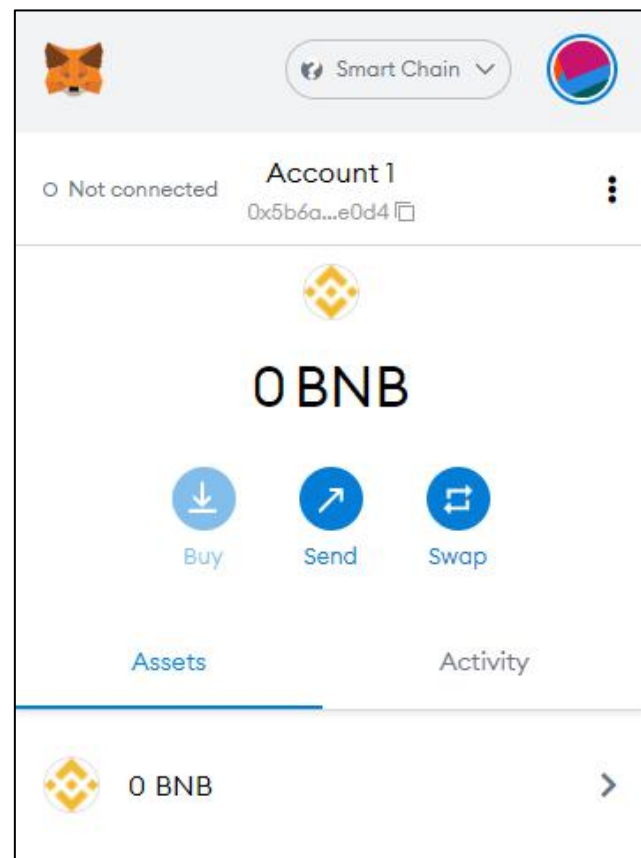 Smart Chain
Not connected
Account 1
0x5b6a...e0d4
0 BNB
Buy
Send
Swap
Assets
Activity
0 BNB